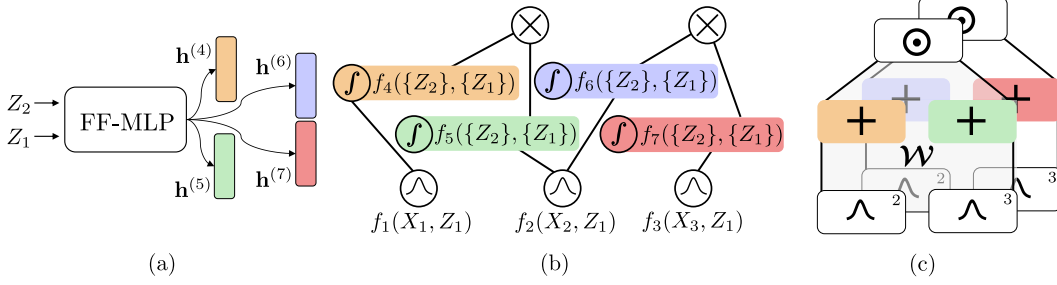 Z₂
Z₁
FF-MLP
h⁽⁴⁾
h⁽⁶⁾
h⁽⁵⁾
h⁽⁷⁾
(a)
×
×
∫ f₄({Z₂}, {Z₁})
∫ f₆({Z₂}, {Z₁})
∫ f₅({Z₂}, {Z₁})
∫ f₇({Z₂}, {Z₁})
f₁(X₁, Z₁)
f₂(X₂, Z₁)
f₃(X₃, Z₁)
(b)
⊙
⊙
+
+
+
+
𝒲
2
3
2
3
(c)